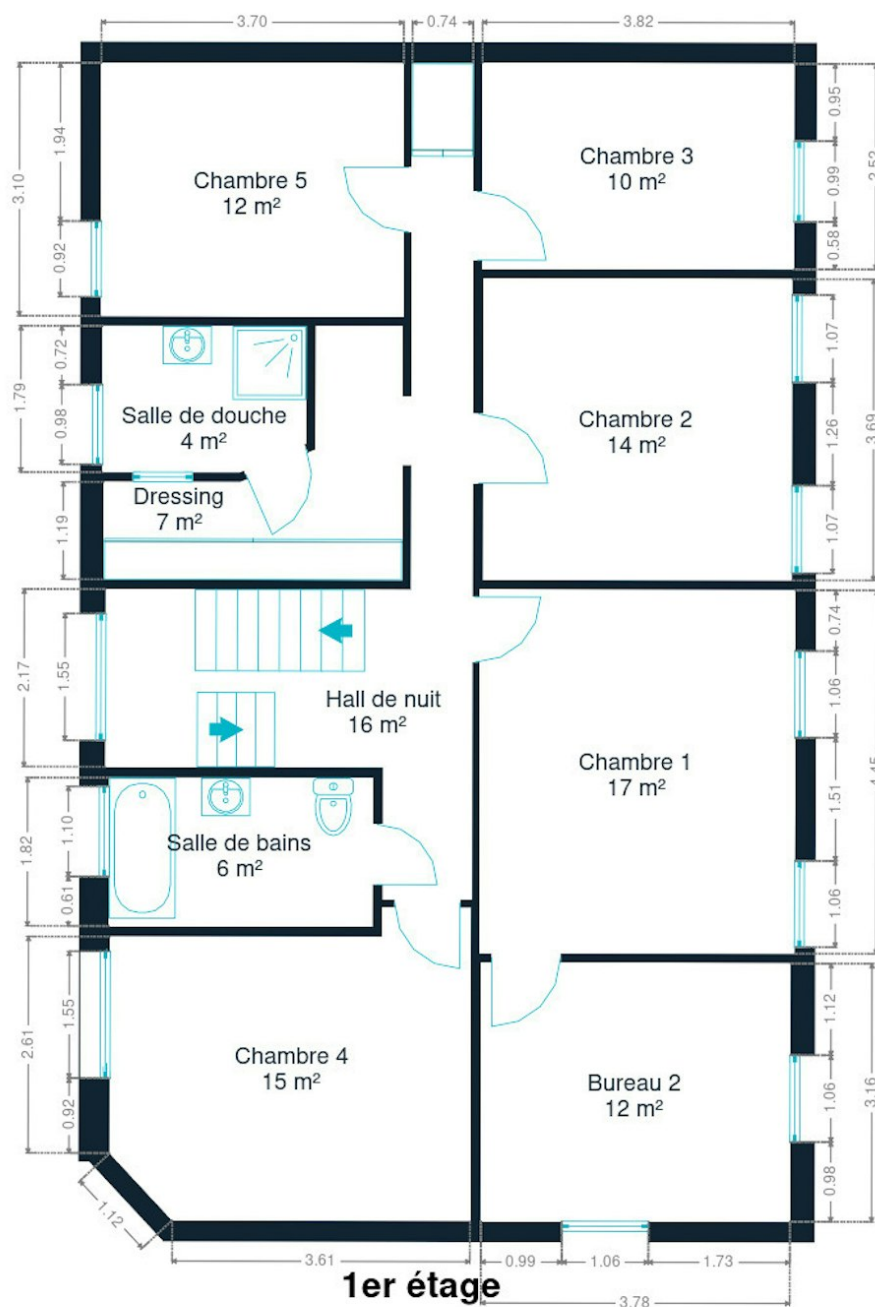 3.70
0.74
3.82
3.10
1.94
0.92
0.95
0.99
0.58
Chambre 5
12 m²
Chambre 3
10 m²
1.79
0.72
0.98
Salle de douche
4 m²
Chambre 2
14 m²
1.07
1.26
1.07
3.69
1.19
Dressing
7 m²
2.17
1.55
Hall de nuit
16 m²
0.74
1.06
1.51
1.06
Chambre 1
17 m²
1.82
1.10
0.61
Salle de bains
6 m²
2.61
1.55
0.92
Chambre 4
15 m²
Bureau 2
12 m²
1.12
1.06
0.98
3.16
1.12
3.61
0.99
1.06
1.73
3.78
1er étage